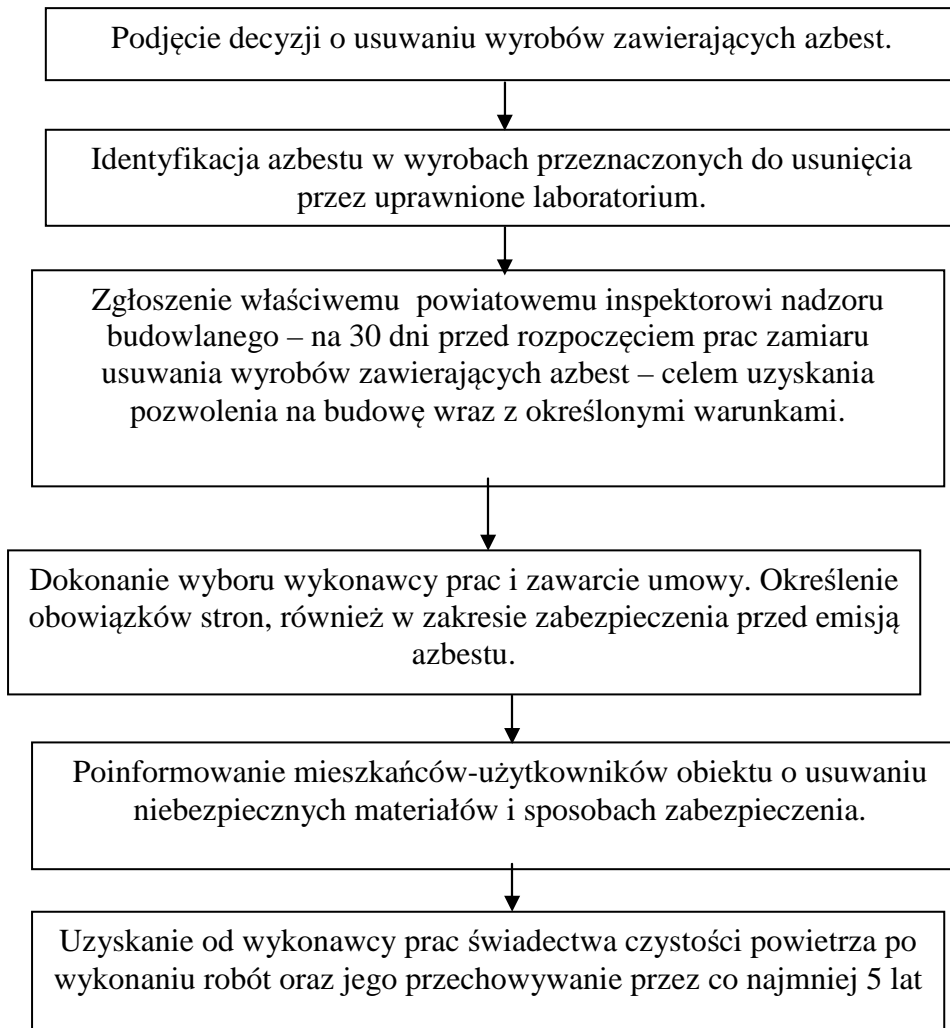 Podjęcie decyzji o usuwaniu wyrobów zawierających azbest.
Identyfikacja azbestu w wyrobach przeznaczonych do usunięcia
przez uprawnione laboratorium.
Zgłoszenie właściwemu  powiatowemu inspektorowi nadzoru
budowlanego – na 30 dni przed rozpoczęciem prac zamiaru
usuwania wyrobów zawierających azbest – celem uzyskania
pozwolenia na budowę wraz z określonymi warunkami.
Dokonanie wyboru wykonawcy prac i zawarcie umowy. Określenie
obowiązków stron, również w zakresie zabezpieczenia przed emisją
azbestu.
Poinformowanie mieszkańców-użytkowników obiektu o usuwaniu
niebezpiecznych materiałów i sposobach zabezpieczenia.
Uzyskanie od wykonawcy prac świadectwa czystości powietrza po
wykonaniu robót oraz jego przechowywanie przez co najmniej 5 lat